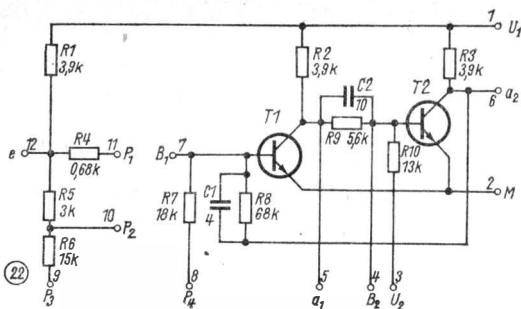 1
U₁
R1
3,9k
R2
3,9k
R3
3,9k
C2
10
T2
6
a₂
T1
e
12
R4
0,68k
11
P₁
B₁
7
R9
5,6k
R10
13k
R5
3k
10
P₂
R7
18k
C1
4
R8
68k
2
M
R6
15k
22
9
P₃
8
P₄
5
a₁
4
B₂
3
U₂